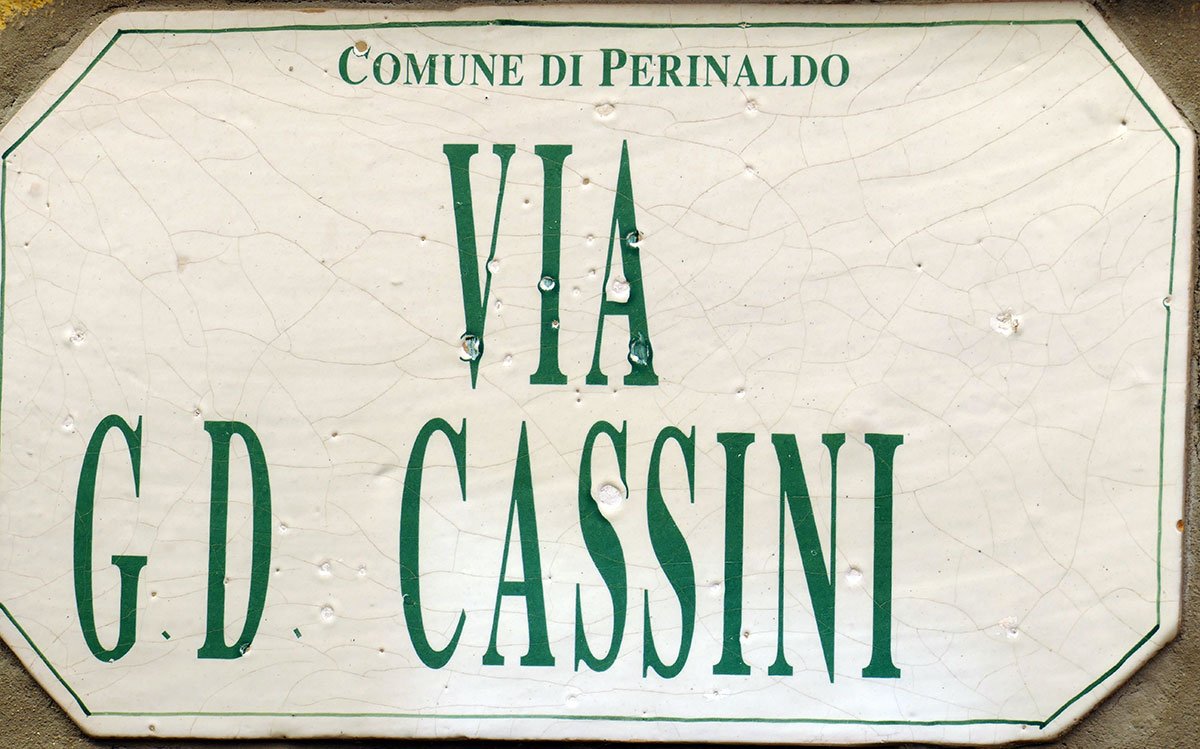 COMUNE DI PERINALDO
VIA
G.D. CASSINI